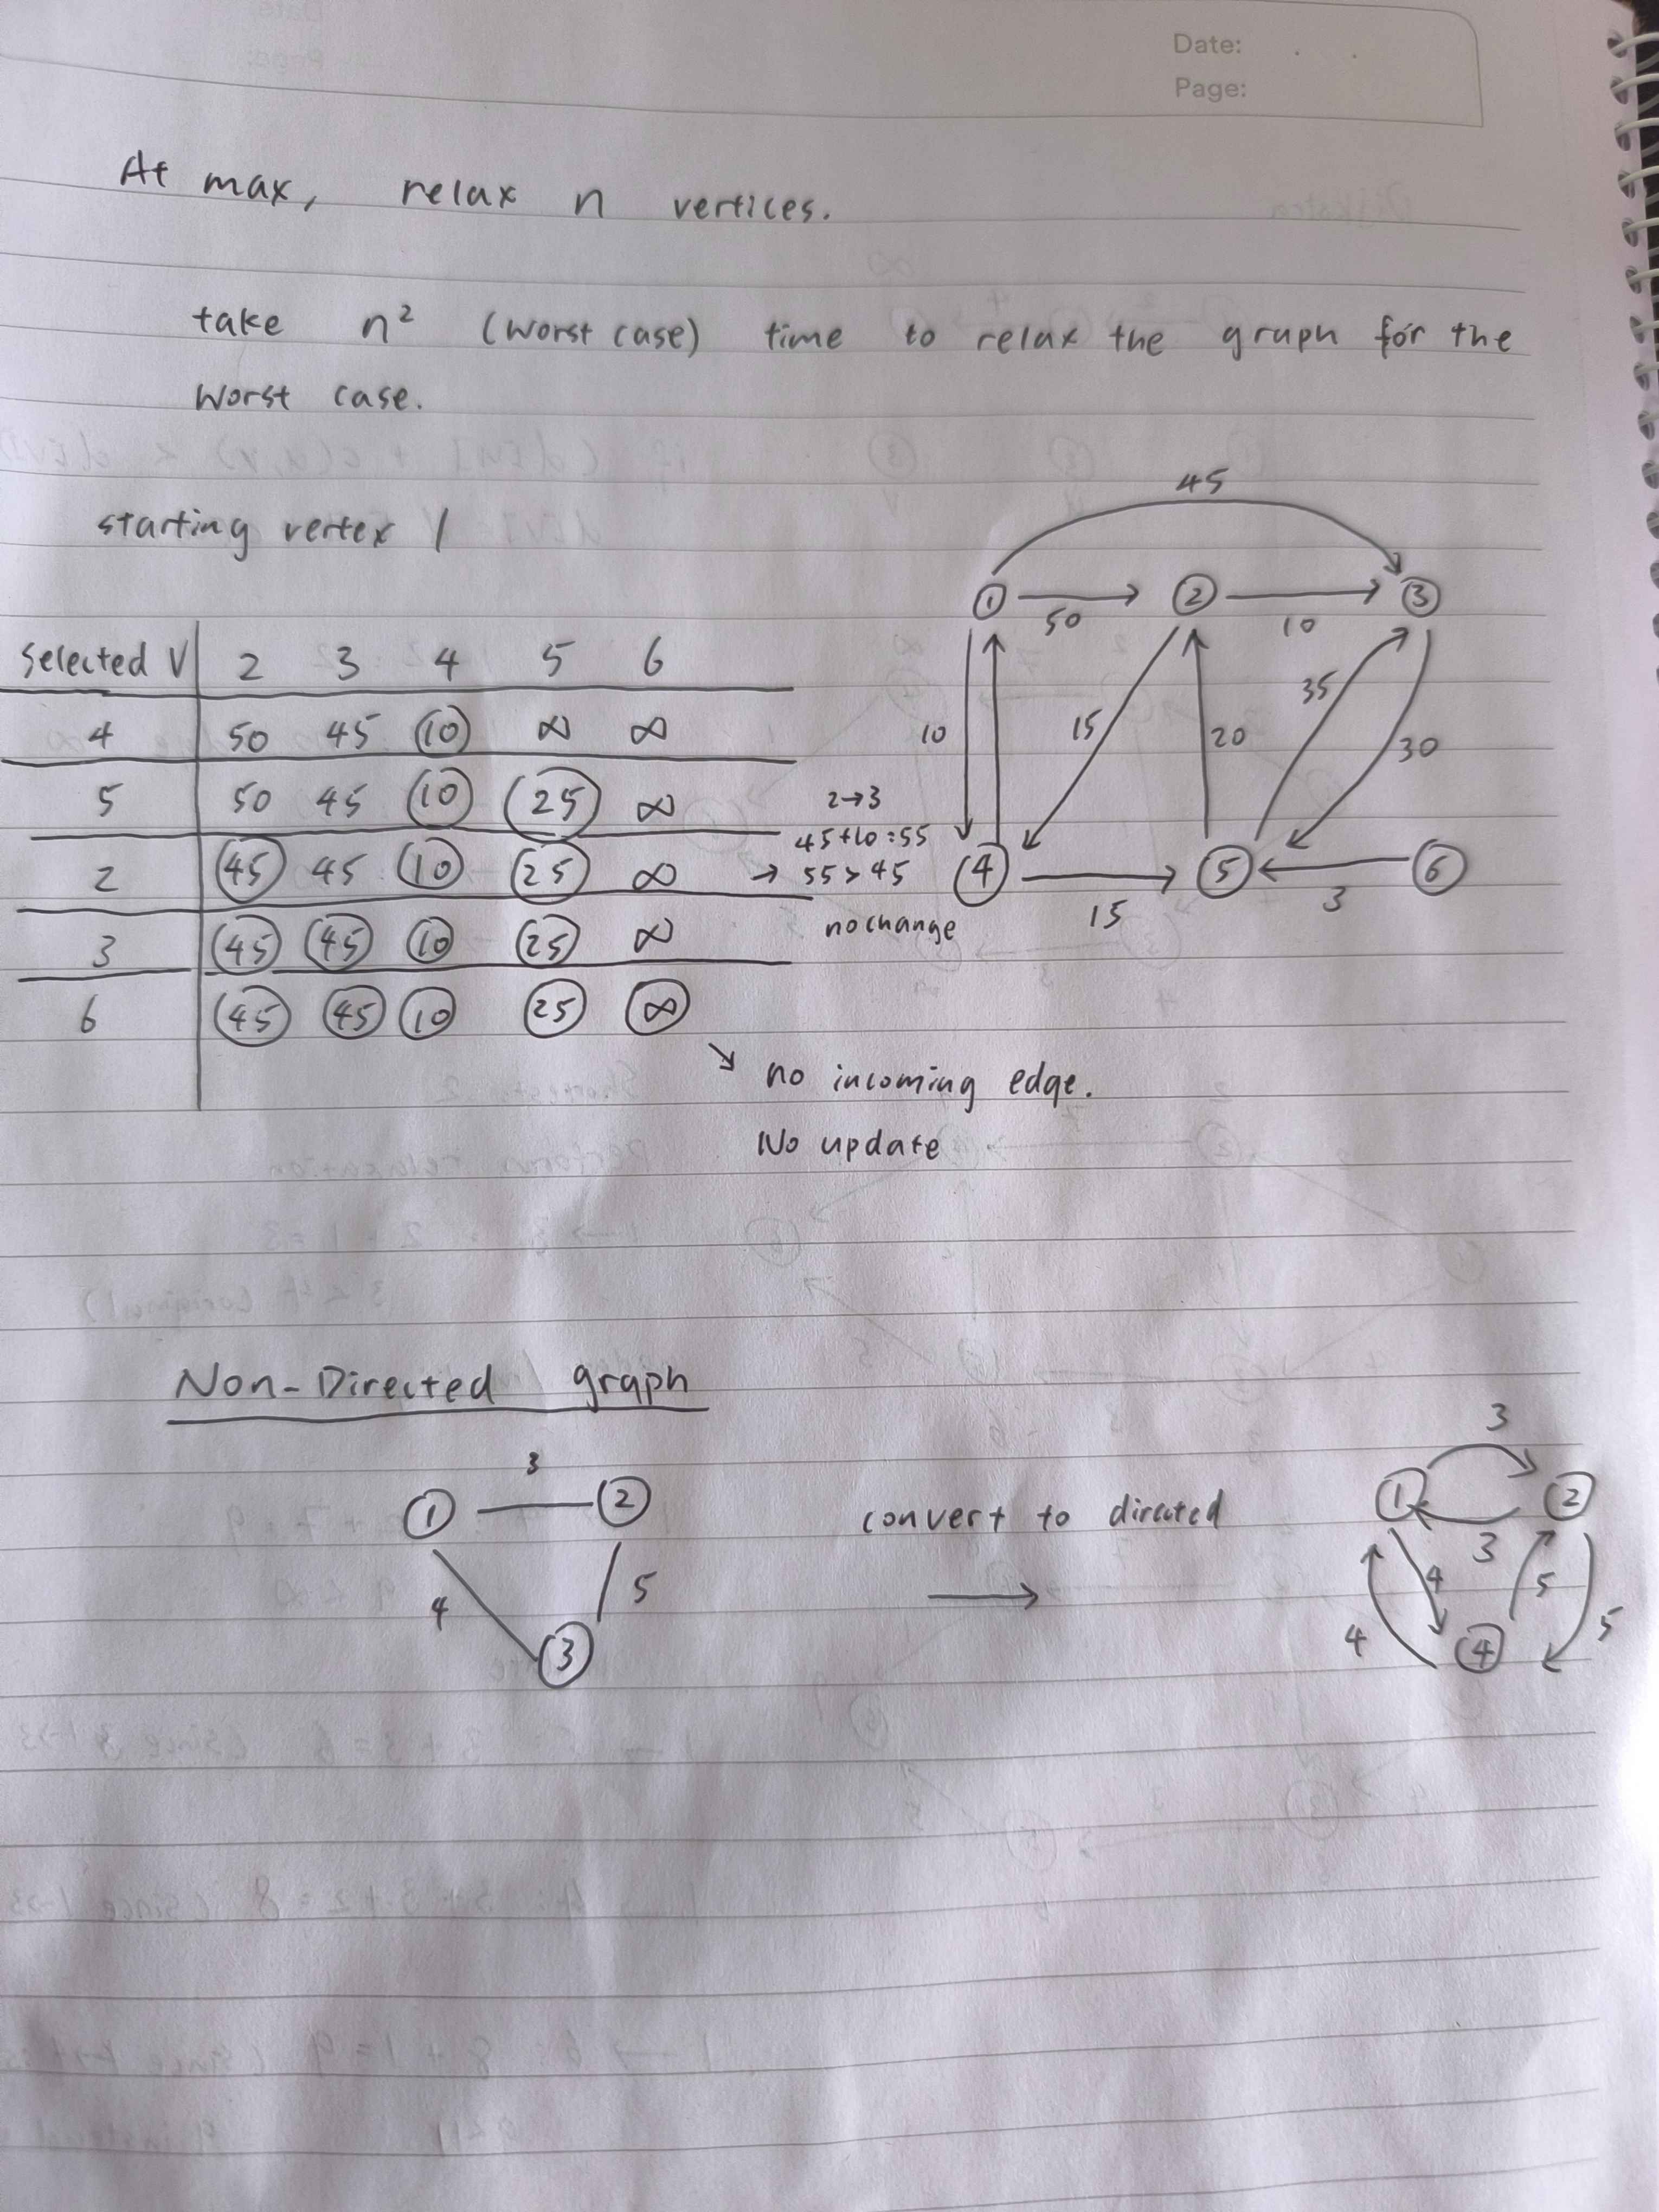 Date:
Page:
At max, relax n vertices.
take n² (worst case) time to relax the graph for the
worst case.
starting vertex 1
45
1 50 2 10 3
10 15 20 35 30
4 15 5 3 6
Selected V 2 3 4 5 6
4 50 45 10 ∞ ∞
5 50 45 10 25 ∞
2 45 45 10 25 ∞
3 45 45 10 25 ∞
6 45 45 10 25 ∞
2→3
45+10=55
→ 55 > 45
no change
↘ no incoming edge.
No update
Non-Directed graph
3
1 2
4 5
3
convert to directed
→
3
1 2
3
4 4 5 5
4